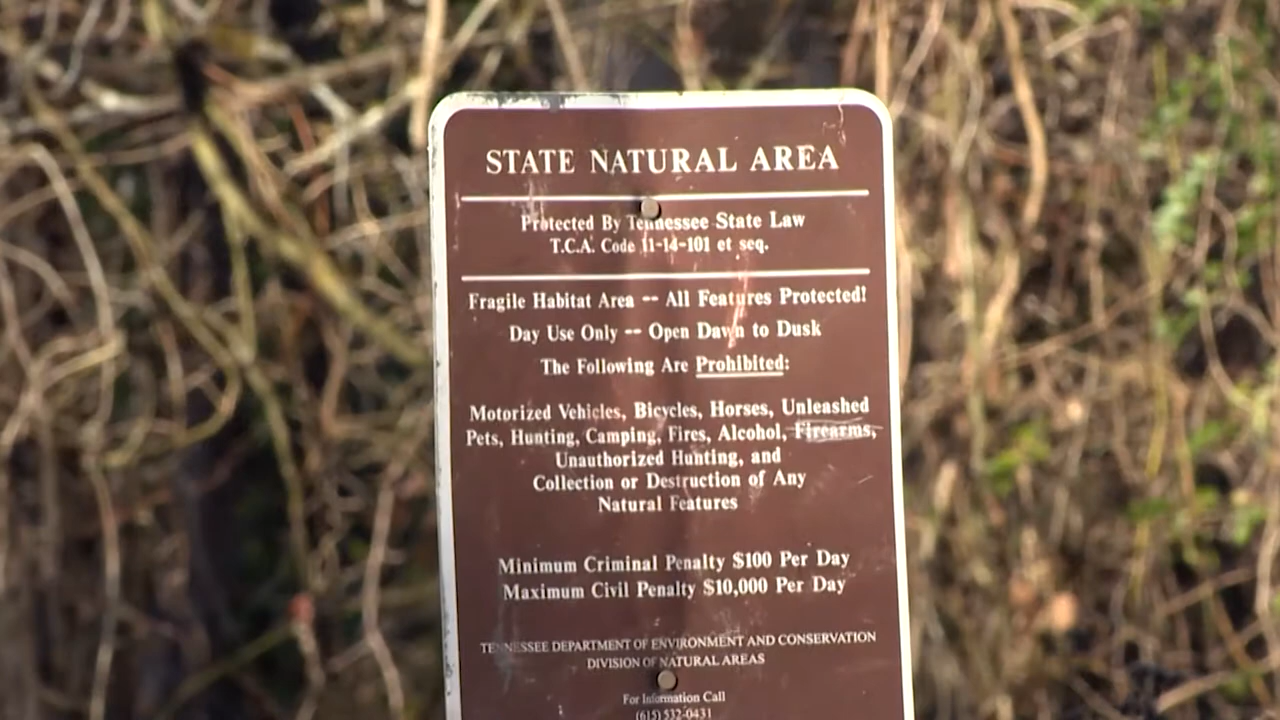 STATE NATURAL AREA
Protected By Tennessee State Law
T.C.A. Code 11-14-101 et seq.
Fragile Habitat Area -- All Features Protected!
Day Use Only -- Open Dawn to Dusk
The Following Are Prohibited:
Motorized Vehicles, Bicycles, Horses, Unleashed
Pets, Hunting, Camping, Fires, Alcohol, Firearms,
Unauthorized Hunting, and
Collection or Destruction of Any
Natural Features
Minimum Criminal Penalty $100 Per Day
Maximum Civil Penalty $10,000 Per Day
TENNESSEE DEPARTMENT OF ENVIRONMENT AND CONSERVATION
DIVISION OF NATURAL AREAS
For Information Call
(615) 532-0431